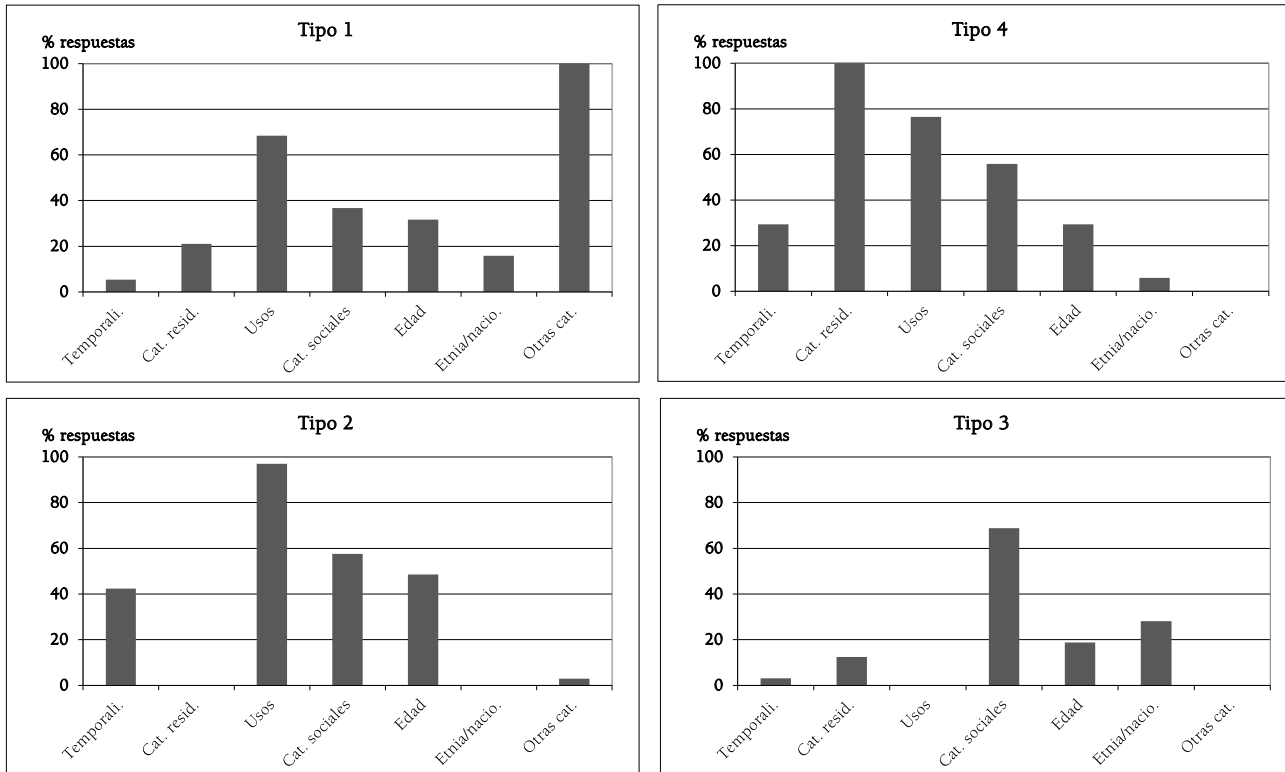 Tipo 1
% respuestas
100
80
60
40
20
0
Temporali.
Cat. resid.
Usos
Cat. sociales
Edad
Etnia/nacio.
Otras cat.
Tipo 4
% respuestas
100
80
60
40
20
0
Temporali.
Cat. resid.
Usos
Cat. sociales
Edad
Etnia/nacio.
Otras cat.
Tipo 2
% respuestas
100
80
60
40
20
0
Temporali.
Cat. resid.
Usos
Cat. sociales
Edad
Etnia/nacio.
Otras cat.
Tipo 3
% respuestas
100
80
60
40
20
0
Temporali.
Cat. resid.
Usos
Cat. sociales
Edad
Etnia/nacio.
Otras cat.